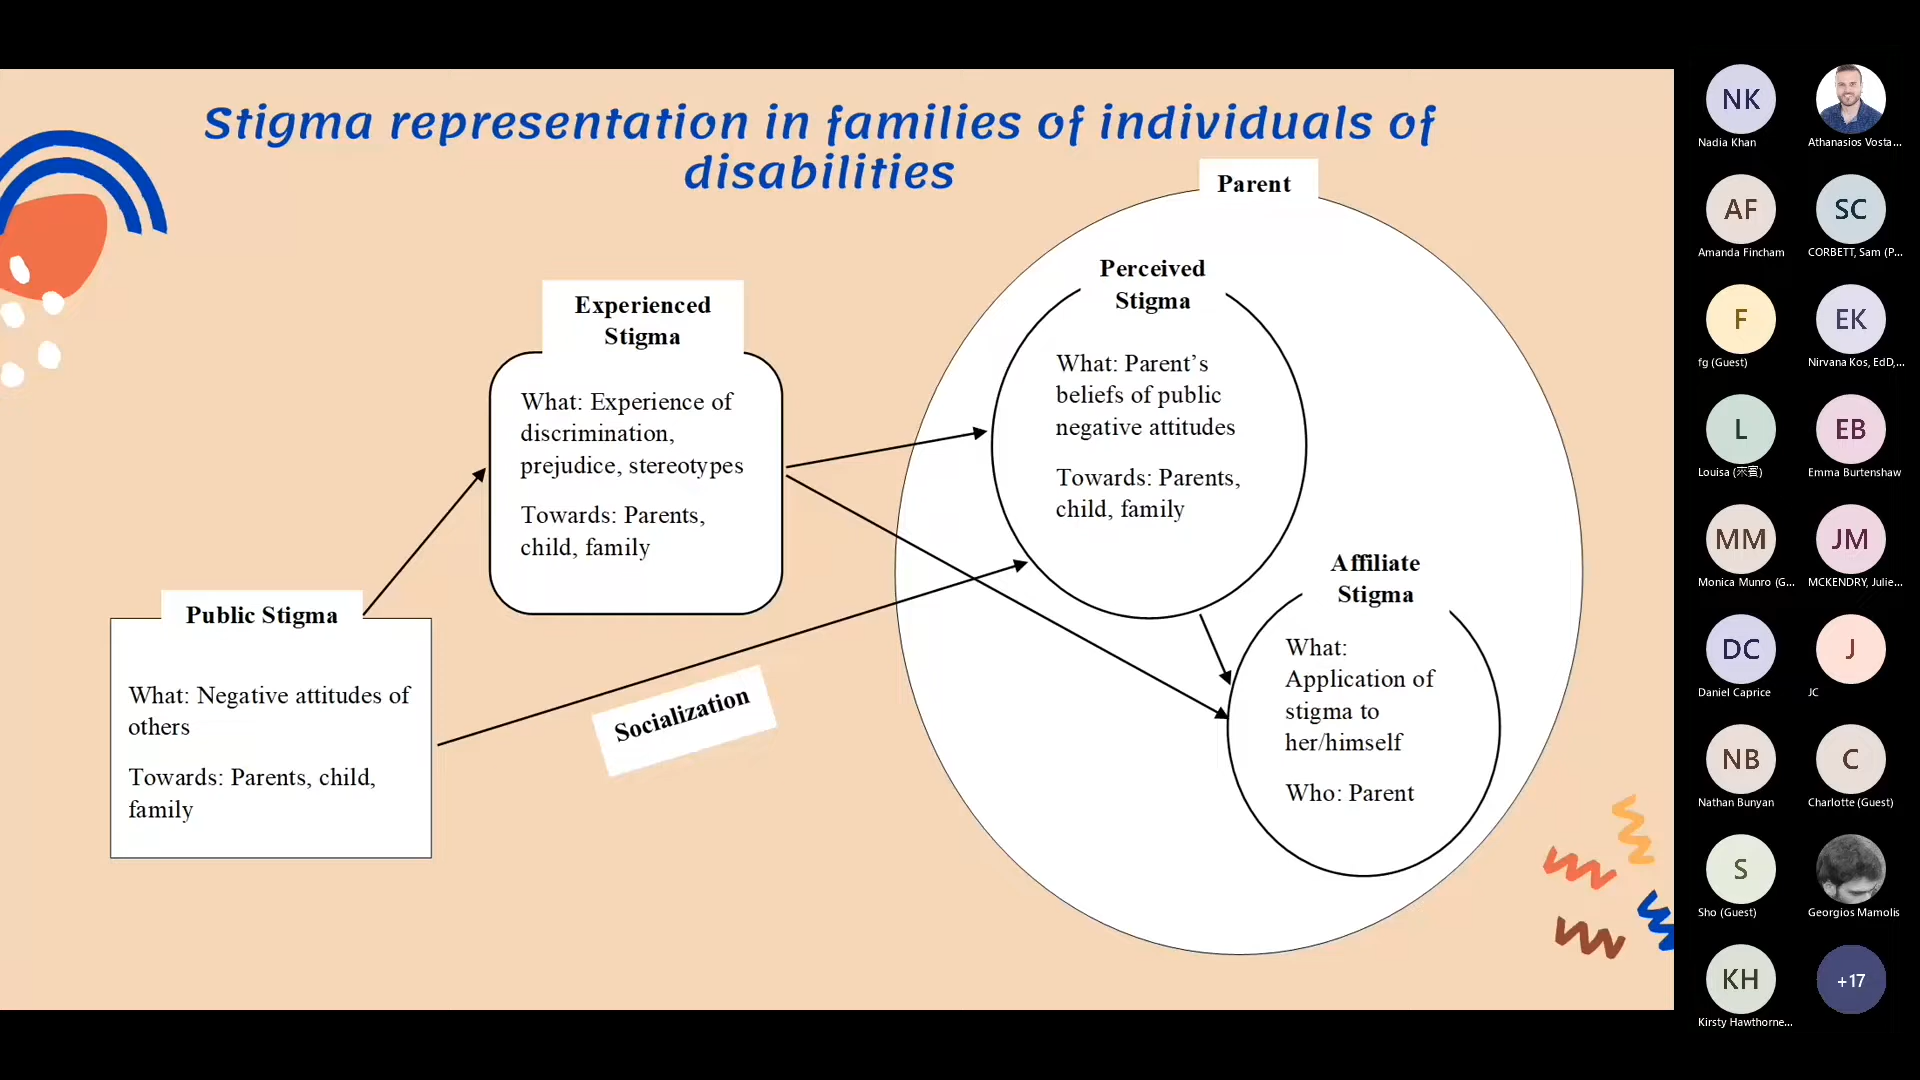 Stigma representation in families of individuals of
disabilities
Parent
Perceived
Stigma
What: Parent’s
beliefs of public
negative attitudes
Towards: Parents,
child, family
Experienced
Stigma
What: Experience of
discrimination,
prejudice, stereotypes
Towards: Parents,
child, family
Affiliate
Stigma
What:
Application of
stigma to
her/himself
Who: Parent
Public Stigma
What: Negative attitudes of
others
Towards: Parents, child,
family
Socialization
NK
Nadia Khan
Athanasios Vosta...
AF
Amanda Fincham
SC
CORBETT, Sam (P...
F
fg (Guest)
EK
Nirvana Kos, EdD,...
L
Louisa (來賓)
EB
Emma Burtenshaw
MM
Monica Munro (G...
JM
MCKENDRY, Julie...
DC
Daniel Caprice
J
JC
NB
Nathan Bunyan
C
Charlotte (Guest)
S
Sho (Guest)
Georgios Mamolis
KH
Kirsty Hawthorne...
+17